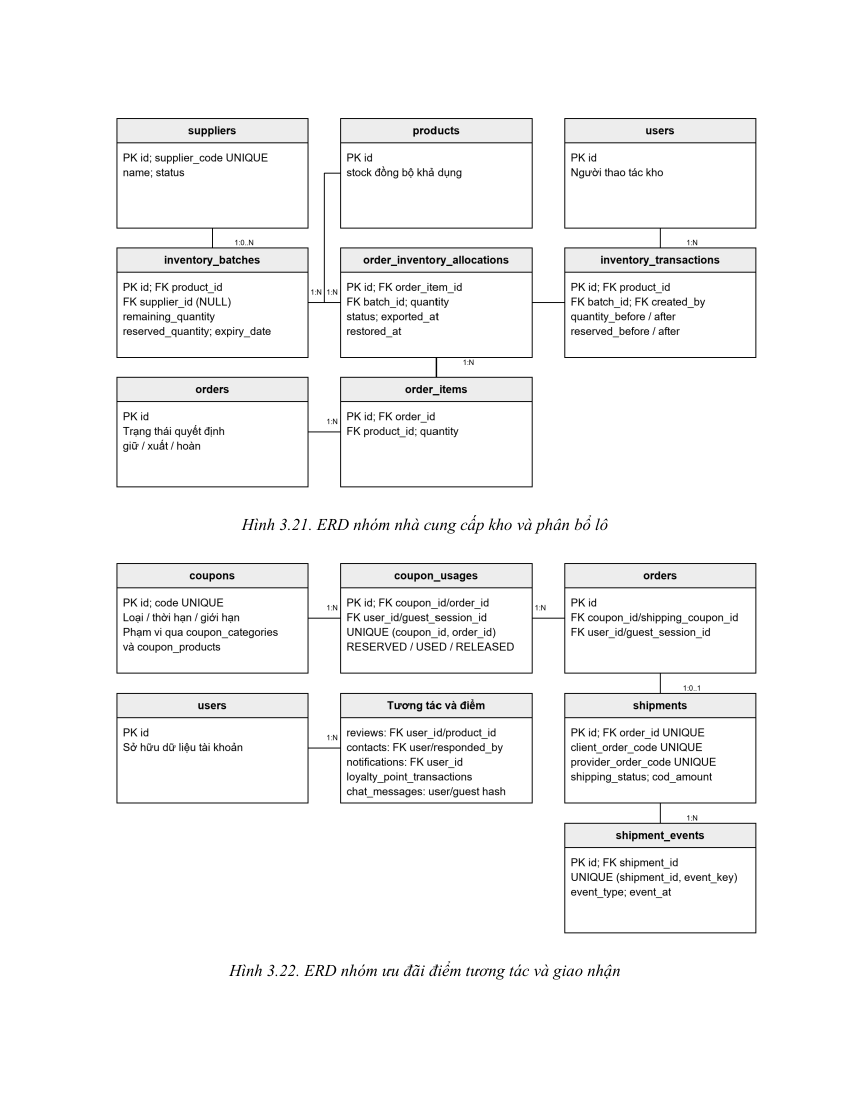 suppliers
PK id; supplier_code UNIQUE
name; status
products
PK id
stock đồng bộ khả dụng
users
PK id
Người thao tác kho
1:0..N
1:N
inventory_batches
PK id; FK product_id
FK supplier_id (NULL)
remaining_quantity
reserved_quantity; expiry_date
1:N
1:N
order_inventory_allocations
PK id; FK order_item_id
FK batch_id; quantity
status; exported_at
restored_at
inventory_transactions
PK id; FK product_id
FK batch_id; FK created_by
quantity_before / after
reserved_before / after
1:N
orders
PK id
Trạng thái quyết định
giữ / xuất / hoàn
1:N
order_items
PK id; FK order_id
FK product_id; quantity
Hình 3.21. ERD nhóm nhà cung cấp kho và phân bổ lô
coupons
PK id; code UNIQUE
Loại / thời hạn / giới hạn
Phạm vi qua coupon_categories
và coupon_products
1:N
coupon_usages
PK id; FK coupon_id/order_id
FK user_id/guest_session_id
UNIQUE (coupon_id, order_id)
RESERVED / USED / RELEASED
1:N
orders
PK id
FK coupon_id/shipping_coupon_id
FK user_id/guest_session_id
1:0..1
users
PK id
Sở hữu dữ liệu tài khoản
1:N
Tương tác và điểm
reviews: FK user_id/product_id
contacts: FK user/responded_by
notifications: FK user_id
loyalty_point_transactions
chat_messages: user/guest hash
shipments
PK id; FK order_id UNIQUE
client_order_code UNIQUE
provider_order_code UNIQUE
shipping_status; cod_amount
1:N
shipment_events
PK id; FK shipment_id
UNIQUE (shipment_id, event_key)
event_type; event_at
Hình 3.22. ERD nhóm ưu đãi điểm tương tác và giao nhận